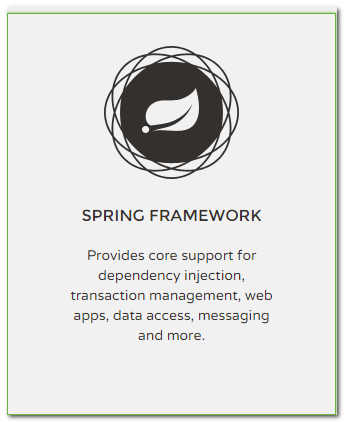 SPRING FRAMEWORK
Provides core support for
dependency injection,
transaction management, web
apps, data access, messaging
and more.